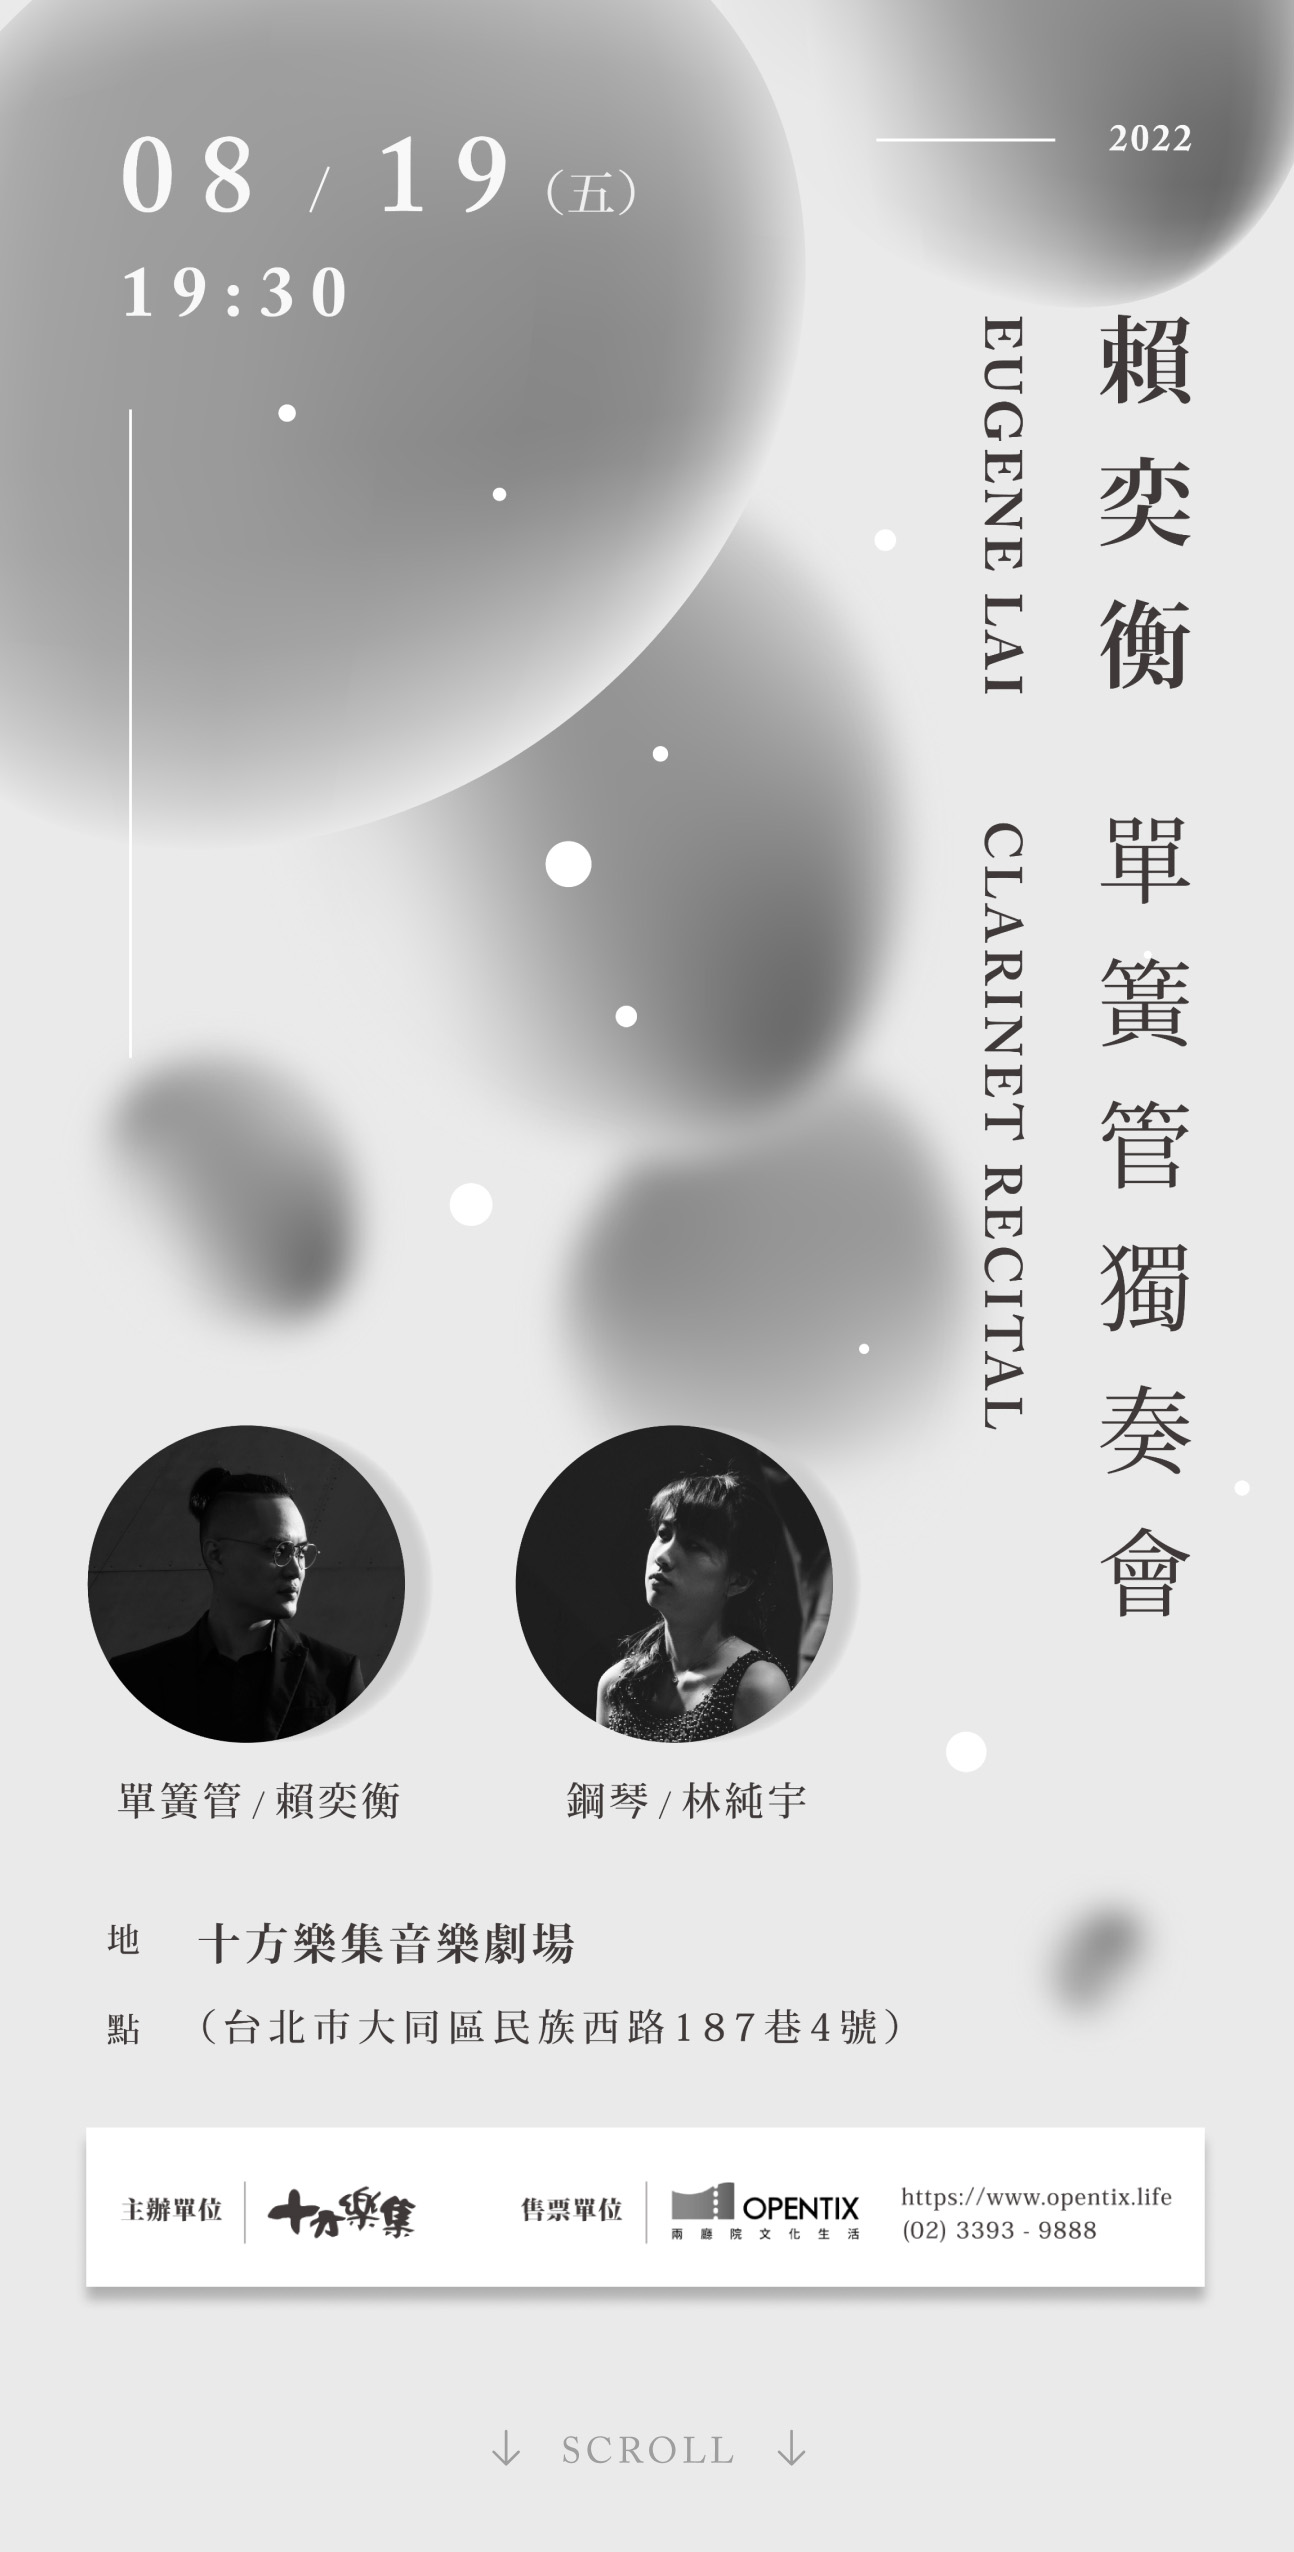 08 / 19 (五)
19:30
2022
賴奕衡 單簧管獨奏會
EUGENE LAI CLARINET RECITAL
單簧管 / 賴奕衡
鋼琴 / 林純宇
地點
十方樂集音樂劇場
（台北市大同區民族西路187巷4號）
主辦單位
十方樂集
售票單位
OPENTIX
兩廳院文化生活
https://www.opentix.life
(02) 3393 - 9888
↓ SCROLL ↓